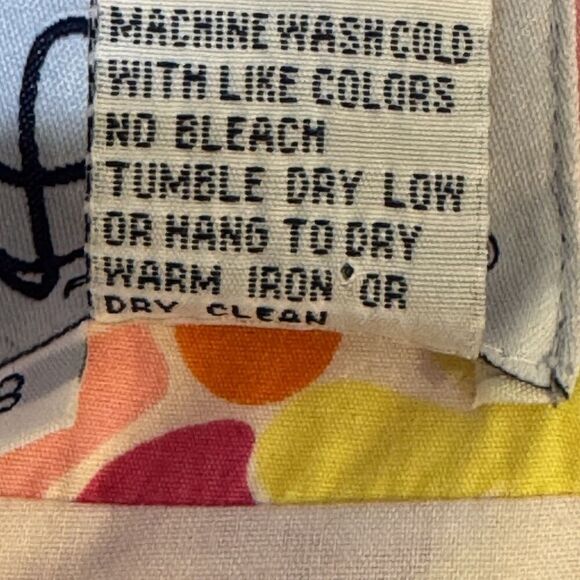 MACHINE WASH COLD
WITH LIKE COLORS
NO BLEACH
TUMBLE DRY LOW
OR HANG TO DRY
WARM IRON OR
DRY CLEAN